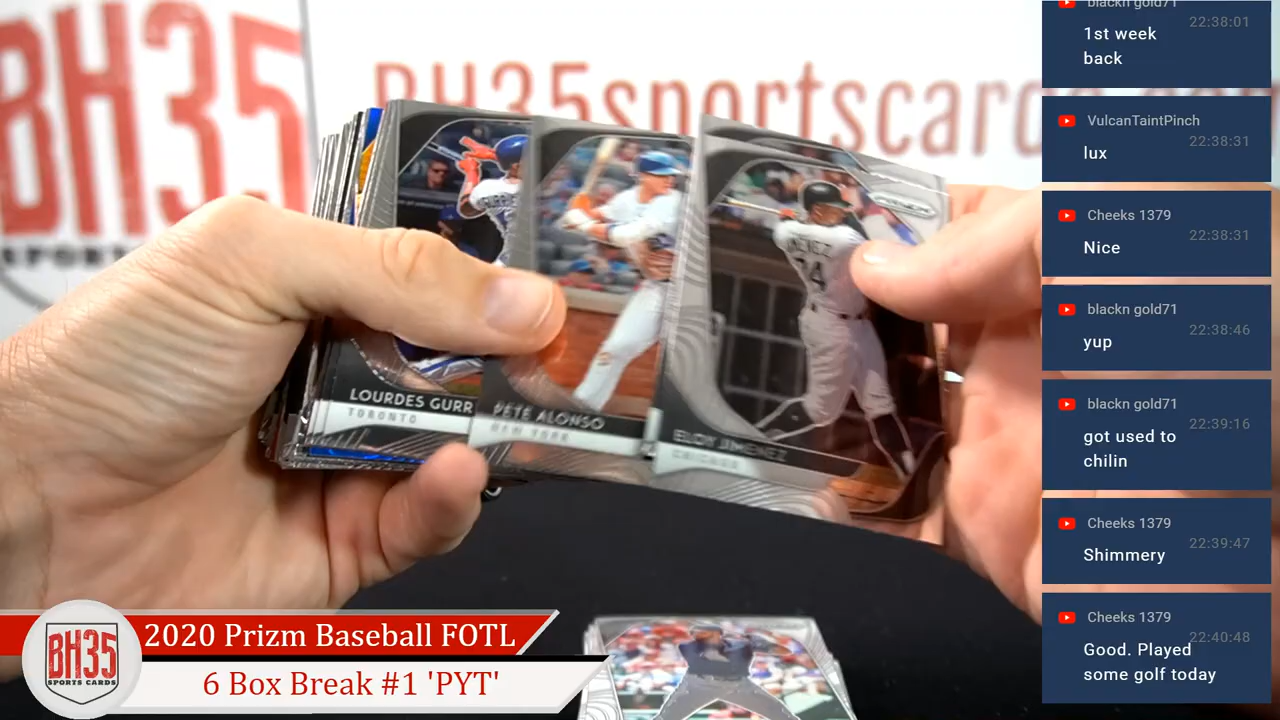 BH35
SPORTS
BH35sportscards
LOURDES GURR
TORONTO
PETE ALONSO
NEW YORK
ELOY JIMENEZ
CHICAGO
PRIZM
74
BH35
SPORTS CARDS
2020 Prizm Baseball FOTL
6 Box Break #1 'PYT'
blackn gold71
22:38:01
1st week
back
VulcanTaintPinch
22:38:31
lux
Cheeks 1379
22:38:31
Nice
blackn gold71
22:38:46
yup
blackn gold71
22:39:16
got used to
chilin
Cheeks 1379
22:39:47
Shimmery
Cheeks 1379
22:40:48
Good. Played
some golf today